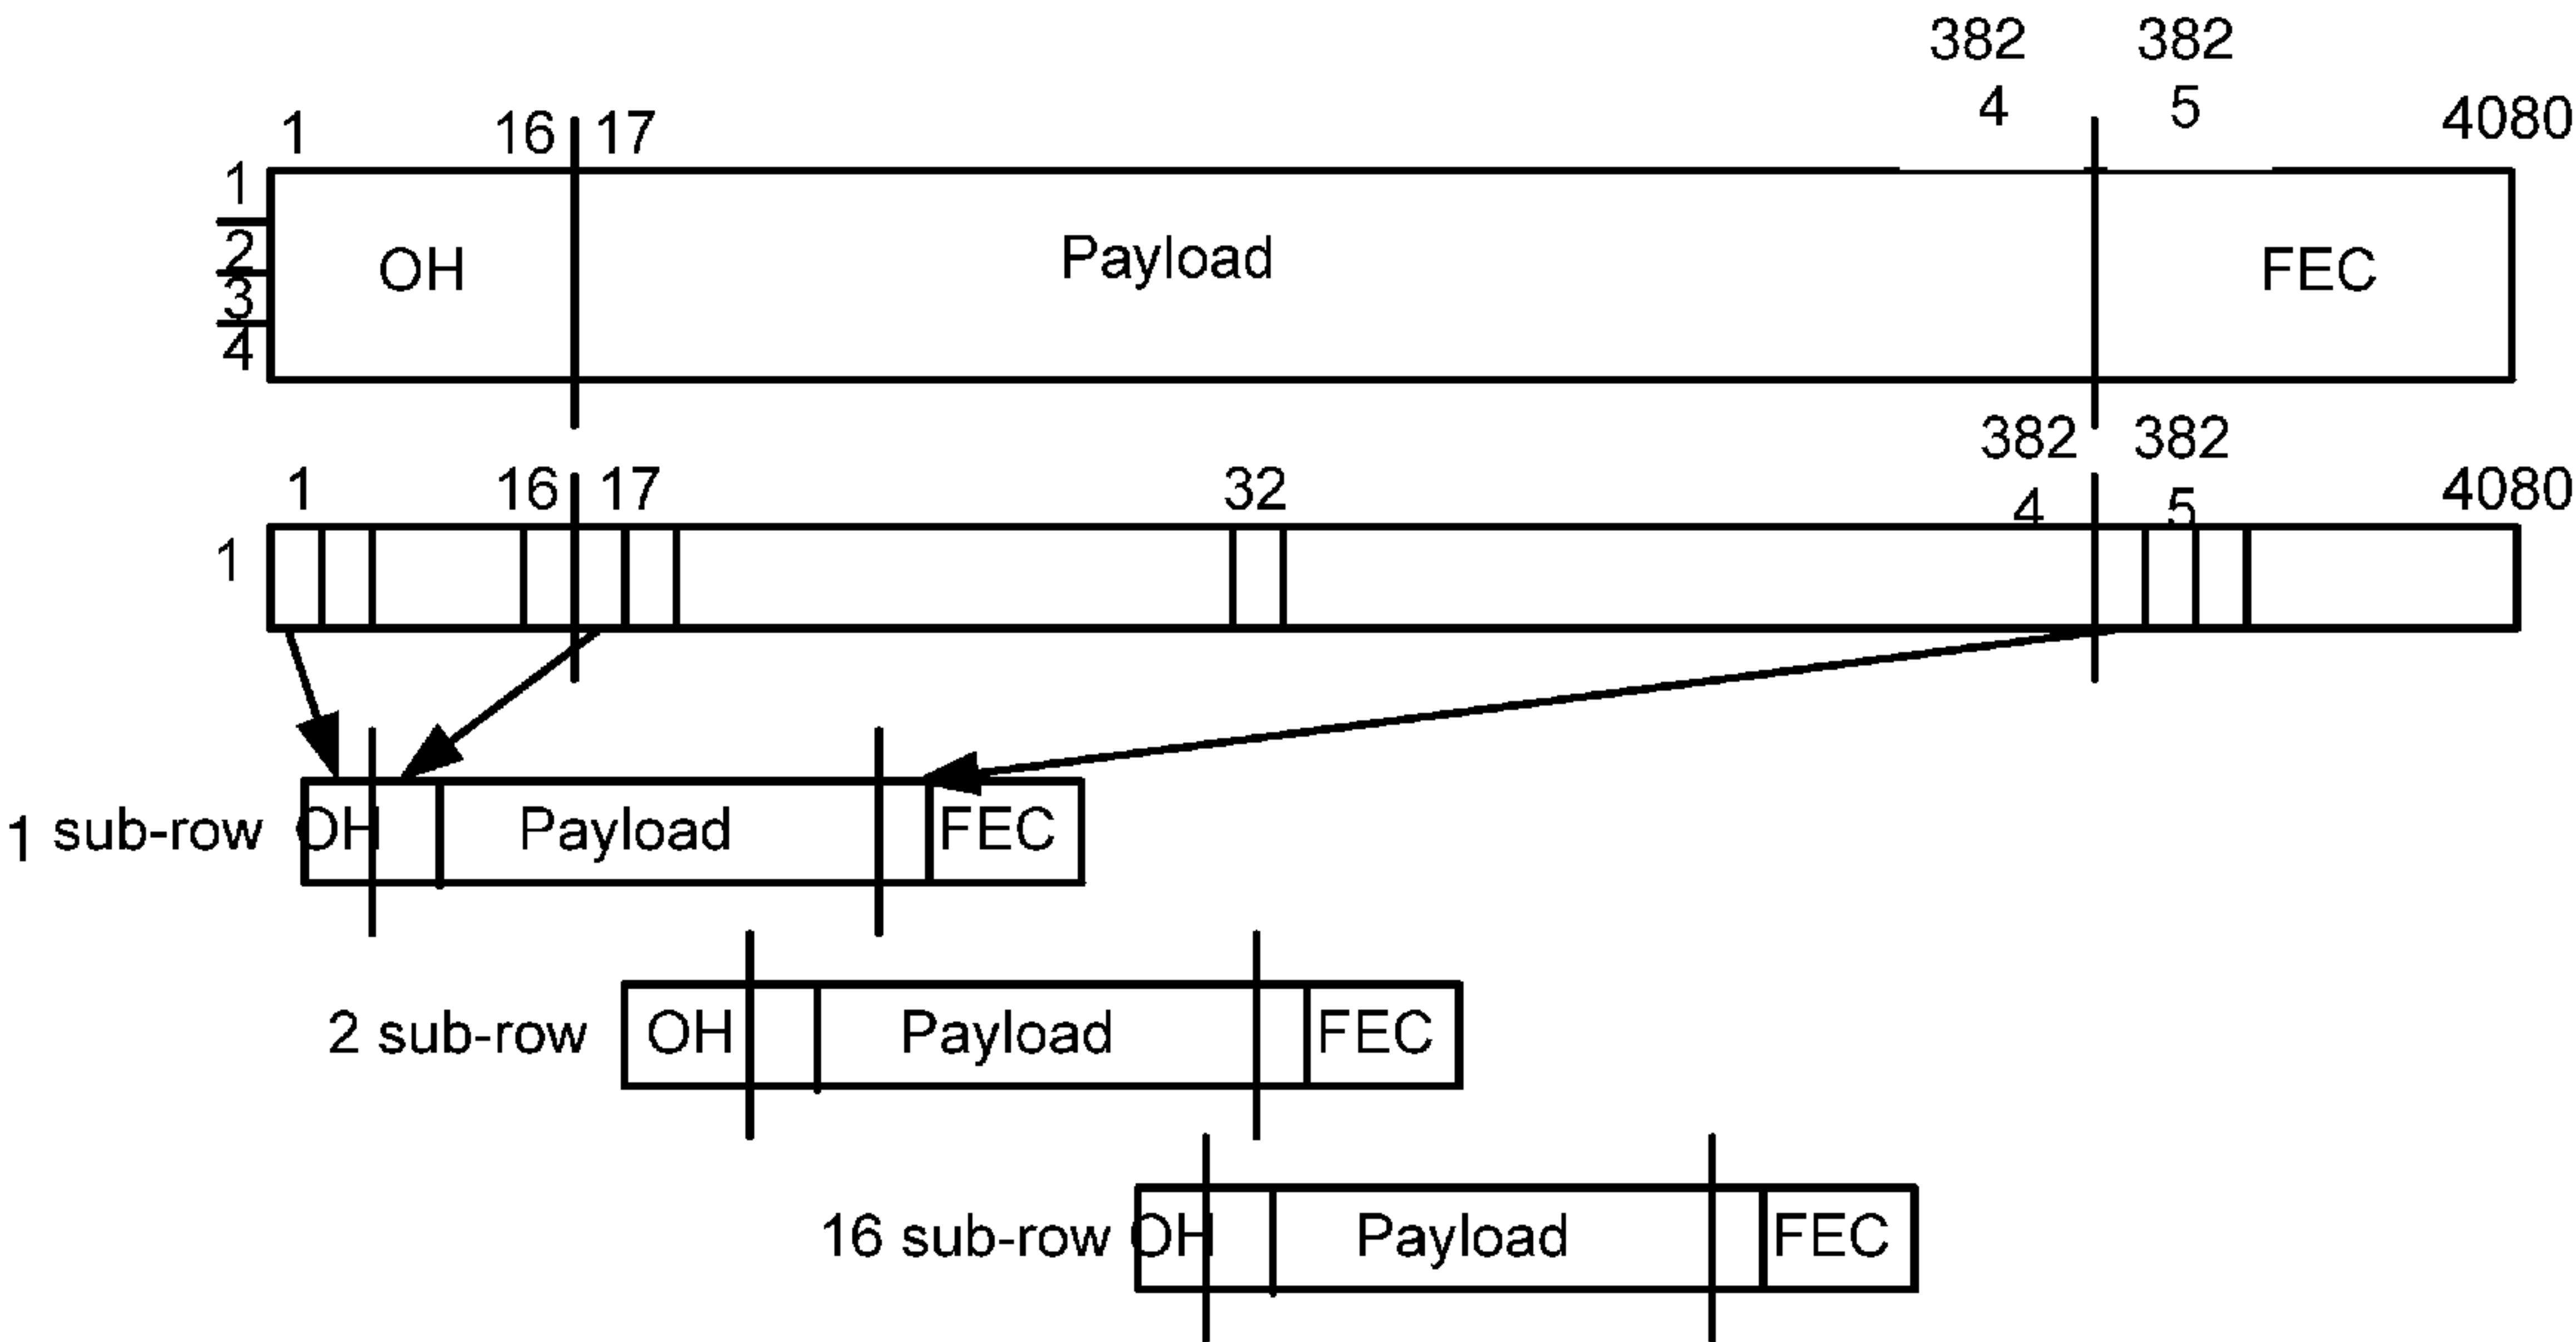 382 382
1 16 17 4 5 4080
1
2
3
4
OH Payload FEC
382 382
1 16 17 32 4 5 4080
1
1 sub-row OH Payload FEC
2 sub-row OH Payload FEC
16 sub-row OH Payload FEC